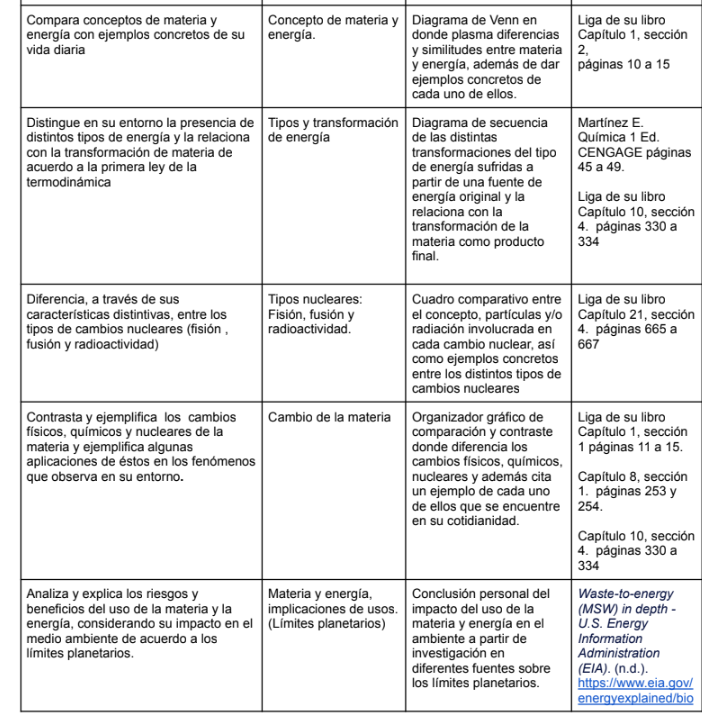 Compara conceptos de materia y
energía con ejemplos concretos de su
vida diaria
Concepto de materia y
energía.
Diagrama de Venn en
donde plasma diferencias
y similitudes entre materia
y energía, además de dar
ejemplos concretos de
cada uno de ellos.
Liga de su libro
Capítulo 1, sección
2,
páginas 10 a 15
Distingue en su entorno la presencia de
distintos tipos de energía y la relaciona
con la transformación de materia de
acuerdo a la primera ley de la
termodinámica
Tipos y transformación
de energía
Diagrama de secuencia
de las distintas
transformaciones del tipo
de energía sufridas a
partir de una fuente de
energía original y la
relaciona con la
transformación de la
materia como producto
final.
Martínez E.
Química 1 Ed.
CENGAGE páginas
45 a 49.
Liga de su libro
Capítulo 10, sección
4.  páginas 330 a
334
Diferencia, a través de sus
características distintivas, entre los
tipos de cambios nucleares (fisión ,
fusión y radioactividad)
Tipos nucleares:
Fisión, fusión y
radioactividad.
Cuadro comparativo entre
el concepto, partículas y/o
radiación involucrada en
cada cambio nuclear, así
como ejemplos concretos
entre los distintos tipos de
cambios nucleares
Liga de su libro
Capítulo 21, sección
4.  páginas 665 a
667
Contrasta y ejemplifica  los  cambios
físicos, químicos y nucleares de la
materia y ejemplifica algunas
aplicaciones de éstos en los fenómenos
que observa en su entorno.
Cambio de la materia
Organizador gráfico de
comparación y contraste
donde diferencia los
cambios físicos, químicos,
nucleares y además cita
un ejemplo de cada uno
de ellos que se encuentre
en su cotidianidad.
Liga de su libro
Capítulo 1, sección
1 páginas 11 a 15.
Capítulo 8, sección
1.  páginas 253 y
254.
Capítulo 10, sección
4.  páginas 330 a
334
Analiza y explica los riesgos y
beneficios del uso de la materia y la
energía, considerando su impacto en el
medio ambiente de acuerdo a los
límites planetarios.
Materia y energía,
implicaciones de usos.
(Límites planetarios)
Conclusión personal del
impacto del uso de la
materia y energía en el
ambiente a partir de
investigación en
diferentes fuentes sobre
los límites planetarios.
Waste-to-energy
(MSW) in depth -
U.S. Energy
Information
Administration
(EIA). (n.d.).
https://www.eia.gov/
energyexplained/bio